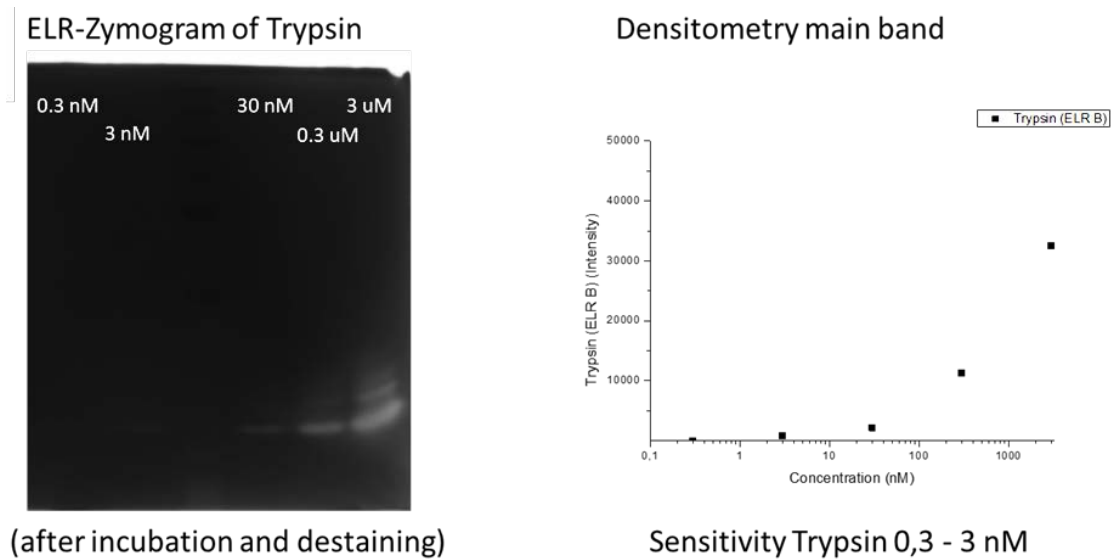 ELR-Zymogram of Trypsin
0.3 nM
3 nM
30 nM
0.3 uM
3 uM
(after incubation and destaining)
Densitometry main band
Trypsin (ELR B)
50000
40000
30000
20000
10000
Trypsin (ELR B) (Intensity)
0,1
1
10
100
1000
Concentration (nM)
Sensitivity Trypsin 0,3 - 3 nM